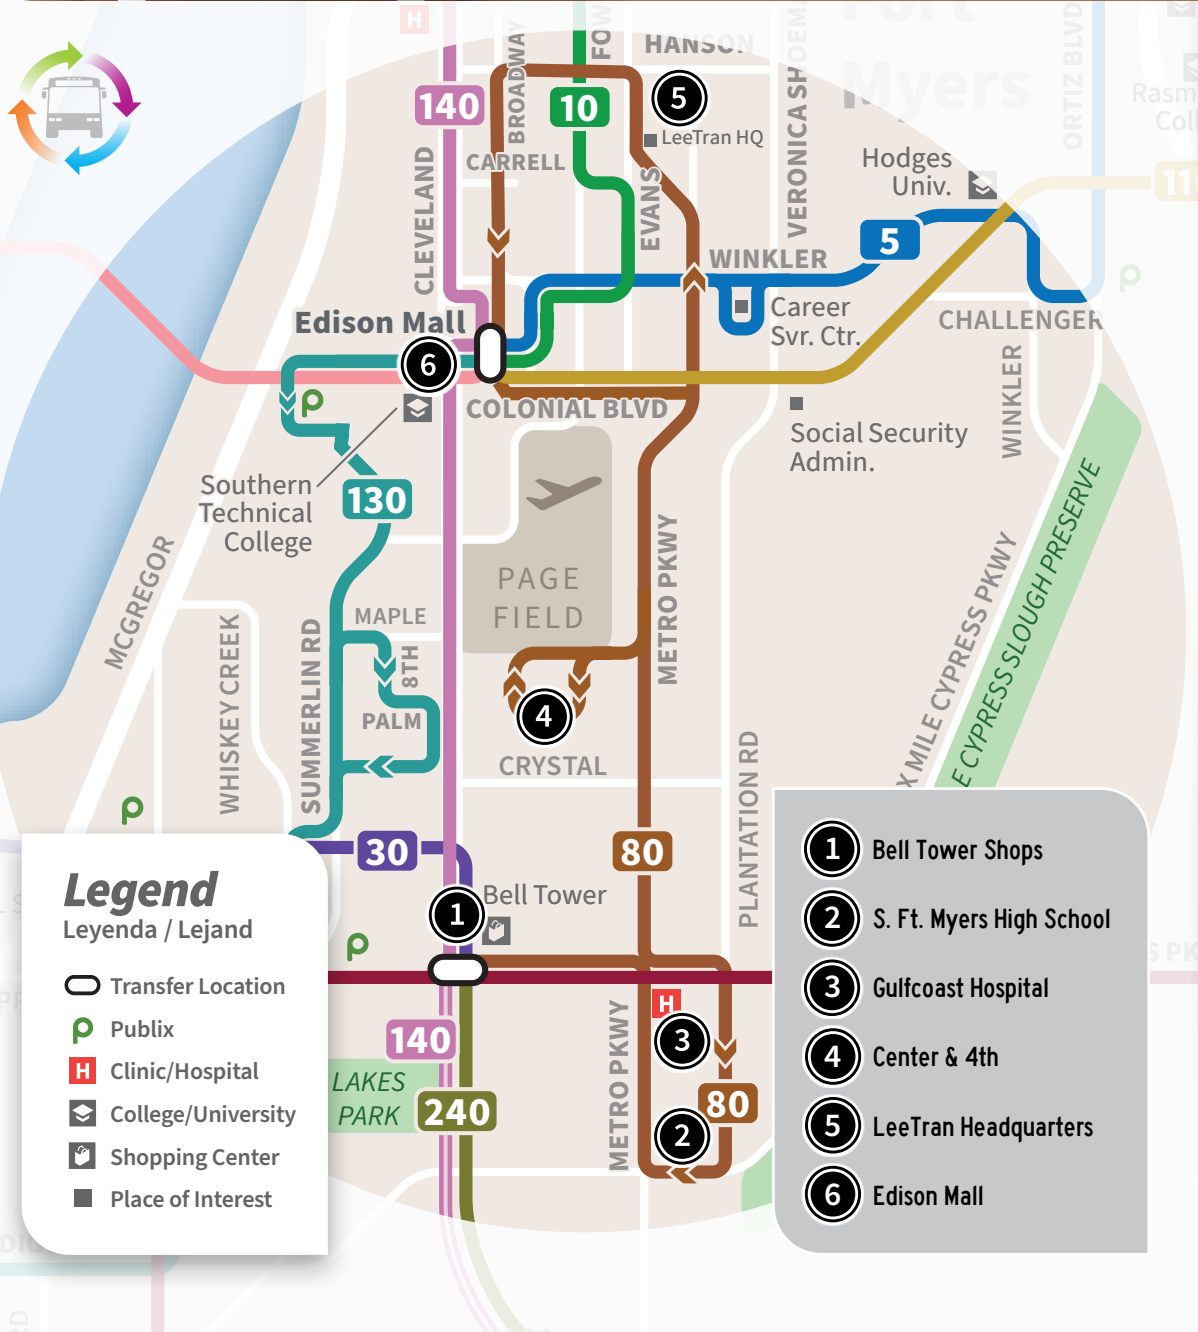 H
BROADWAY
FOW
HANSON
VERONICA SHOEMA
Fort
Myers
ORTIZ BLVD
140
10
5
LeeTran HQ
CARRELL
CLEVELAND
EVANS
Hodges
Univ.
110
WINKLER
5
Career
Svr. Ctr.
CHALLENGER
WINKLER
Edison Mall
6
COLONIAL BLVD
Social Security
Admin.
Southern
Technical
College
130
MCGREGOR
PAGE
FIELD
METRO PKWY
MAPLE
8TH
PALM
WHISKEY CREEK
SUMMERLIN RD
4
CRYSTAL
PLANTATION RD
X MILE CYPRESS PKWY
E CYPRESS SLOUGH PRESERVE
30
80
Bell Tower
1
140
240
LAKES
PARK
METRO PKWY
H
3
80
2
S PK
RD
Legend
Leyenda / Lejand
Transfer Location
Publix
H Clinic/Hospital
College/University
Shopping Center
Place of Interest
1 Bell Tower Shops
2 S. Ft. Myers High School
3 Gulfcoast Hospital
4 Center & 4th
5 LeeTran Headquarters
6 Edison Mall